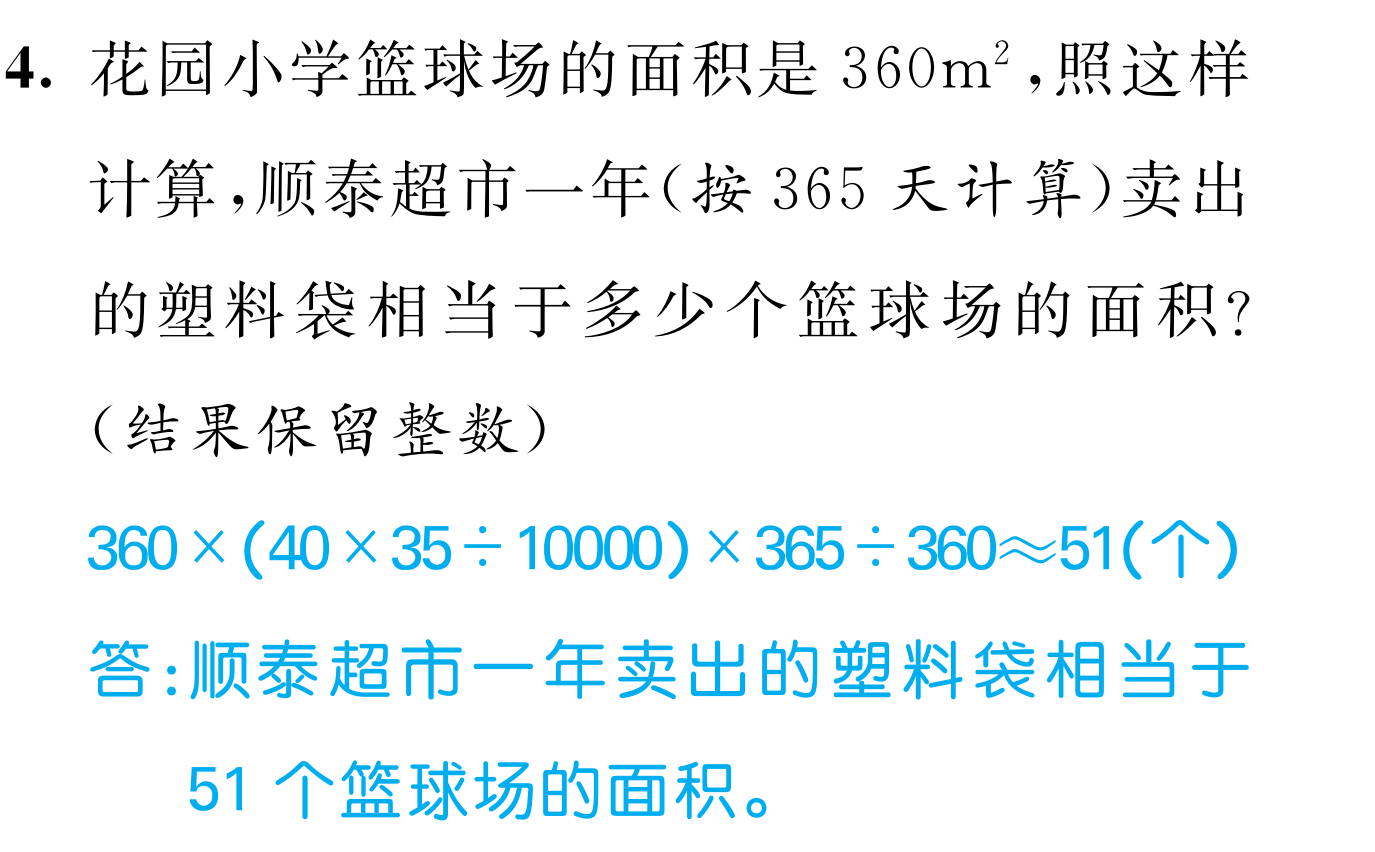 4. 花园小学篮球场的面积是 360m²,照这样
计算,顺泰超市一年(按 365 天计算)卖出
的塑料袋相当于多少个篮球场的面积?
(结果保留整数)
360×(40×35÷10000)×365÷360≈51(个)
答:顺泰超市一年卖出的塑料袋相当于
51 个篮球场的面积。